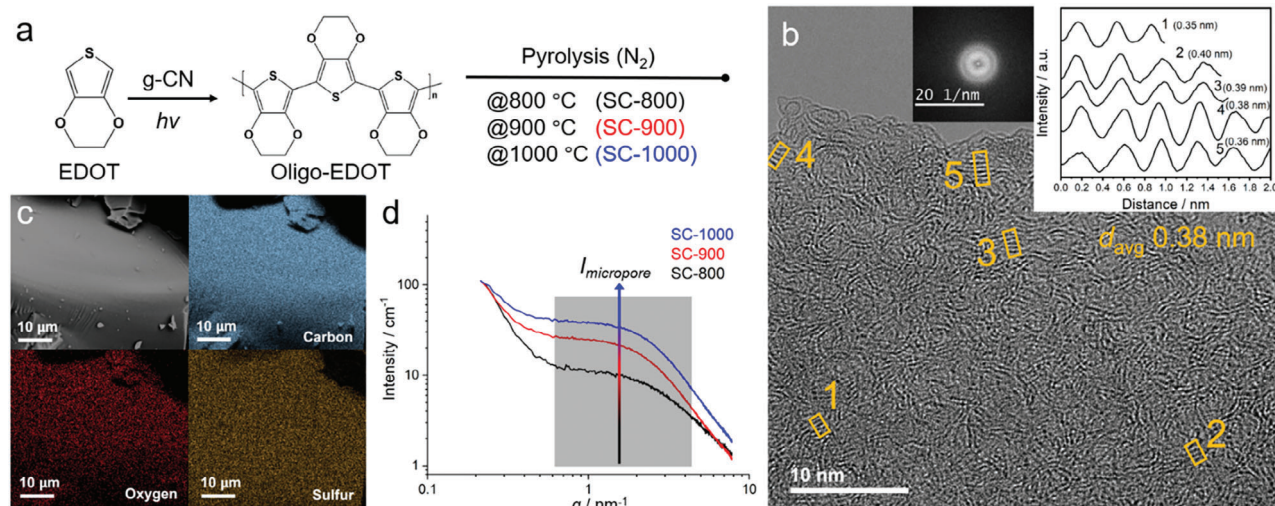 a
S
O
O
EDOT
g-CN
hv
O
O
S
S
S
n
O
O
O
O
Oligo-EDOT
Pyrolysis (N₂)
@800 °C (SC-800)
@900 °C (SC-900)
@1000 °C (SC-1000)
b
20 1/nm
Intensity / a.u.
1 (0.35 nm)
2 (0.40 nm)
3 (0.39 nm)
4 (0.38 nm)
5 (0.36 nm)
0.0 0.2 0.4 0.6 0.8 1.0 1.2 1.4 1.6 1.8 2.0
Distance / nm
4
5
3
davg 0.38 nm
1
2
10 nm
c
10 µm
10 µm
Carbon
10 µm
Oxygen
10 µm
Sulfur
d
SC-1000
SC-900
SC-800
Imicropore
Intensity / cm⁻¹
100
10
1
0.1 1 10
q / nm⁻¹